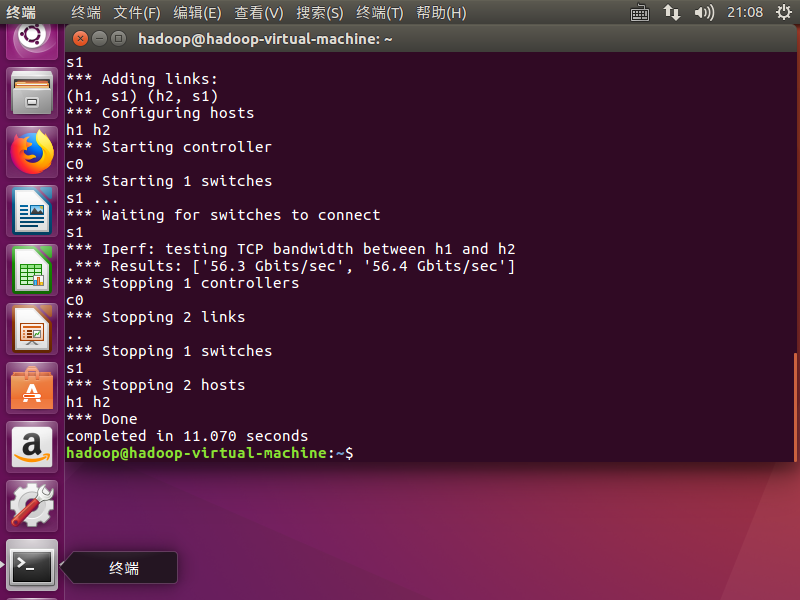 终端 终端 文件(F) 编辑(E) 查看(V) 搜索(S) 终端(T) 帮助(H) 21:08
hadoop@hadoop-virtual-machine: ~
s1
*** Adding links:
(h1, s1) (h2, s1)
*** Configuring hosts
h1 h2
*** Starting controller
c0
*** Starting 1 switches
s1 ...
*** Waiting for switches to connect
s1
*** Iperf: testing TCP bandwidth between h1 and h2
.*** Results: ['56.3 Gbits/sec', '56.4 Gbits/sec']
*** Stopping 1 controllers
c0
*** Stopping 2 links
..
*** Stopping 1 switches
s1
*** Stopping 2 hosts
h1 h2
*** Done
completed in 11.070 seconds
hadoop@hadoop-virtual-machine:~$
终端